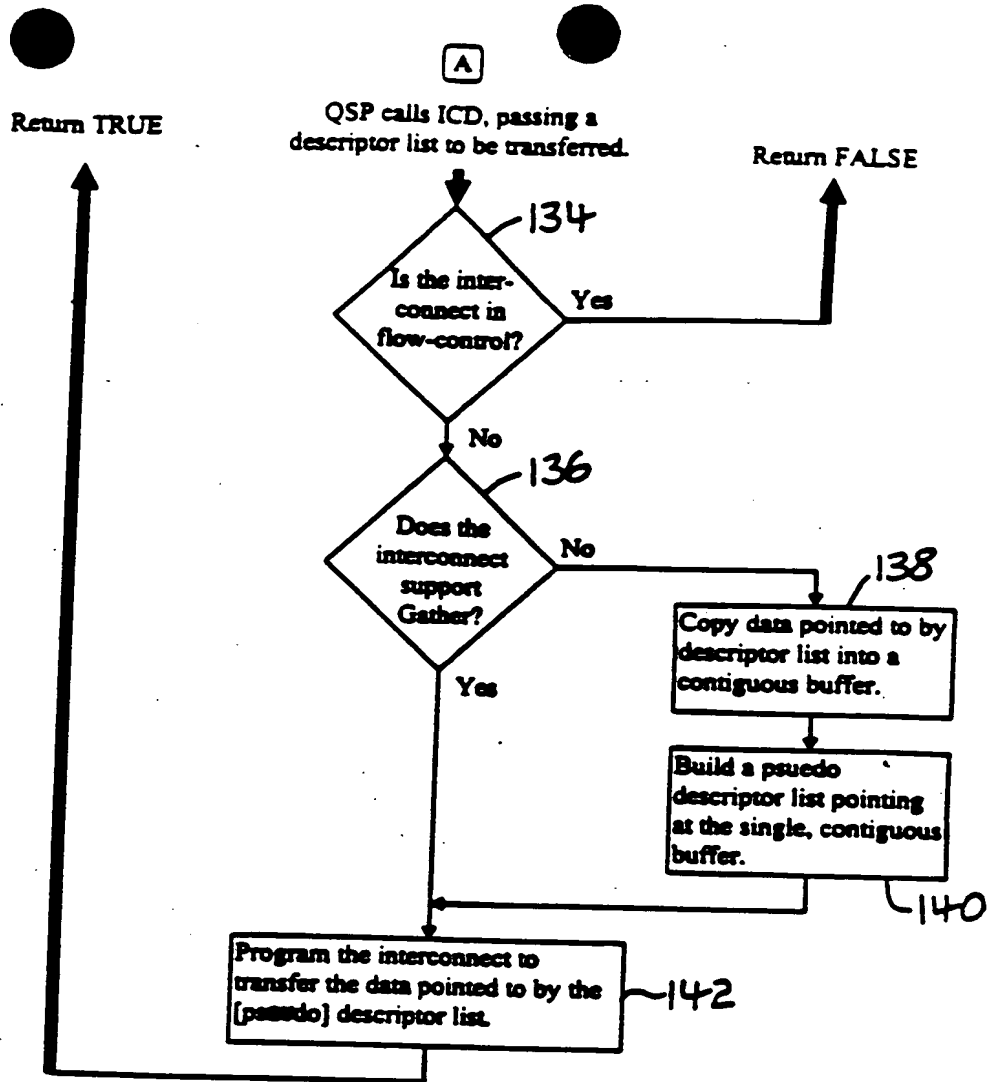 A
Return TRUE
QSP calls ICD, passing a
descriptor list to be transferred.
Return FALSE
134
Is the inter-
connect in
flow-control?
Yes
No
136
Does the
interconnect
support
Gather?
No
138
Copy data pointed to by
descriptor list into a
contiguous buffer.
Yes
Build a psuedo
descriptor list pointing
at the single, contiguous
buffer.
140
Program the interconnect to
transfer the data pointed to by the
[psuedo] descriptor list.
142